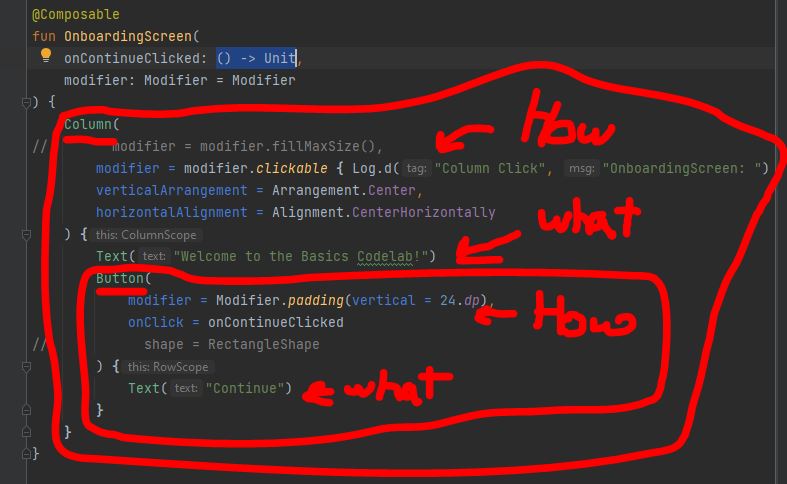 @Composable
fun OnboardingScreen(
onContinueClicked: () -> Unit,
modifier: Modifier = Modifier
) {
Column(
// modifier = modifier.fillMaxSize(),
modifier = modifier.clickable { Log.d( tag: "Column Click", msg: "OnboardingScreen: ")
How
verticalArrangement = Arrangement.Center,
horizontalAlignment = Alignment.CenterHorizontally
) { this: ColumnScope
what
Text( text: "Welcome to the Basics Codelab!")
Button(
modifier = Modifier.padding(vertical = 24.dp),
How
onClick = onContinueClicked
// shape = RectangleShape
) { this: RowScope
Text( text: "Continue")
what
}
}
}